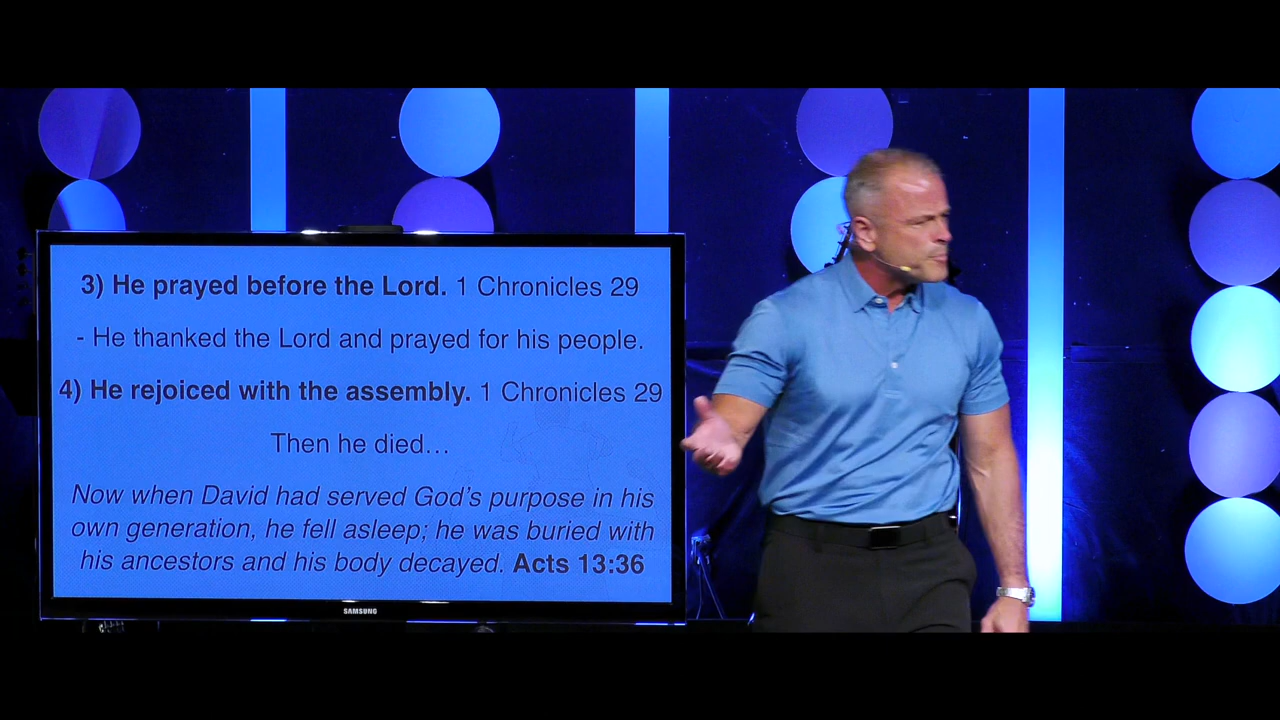 3) He prayed before the Lord. 1 Chronicles 29
- He thanked the Lord and prayed for his people.
4) He rejoiced with the assembly. 1 Chronicles 29
Then he died…
Now when David had served God’s purpose in his
own generation, he fell asleep; he was buried with
his ancestors and his body decayed. Acts 13:36
SAMSUNG